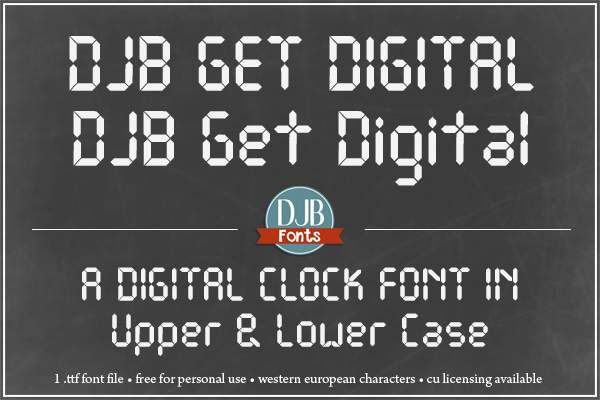 DJB GET DIGITAL
DJB Get Digital
DJB
Fonts
A DIGITAL CLOCK FONT IN
Upper & Lower Case
1 .ttf font file • free for personal use • western european characters • cu licensing available